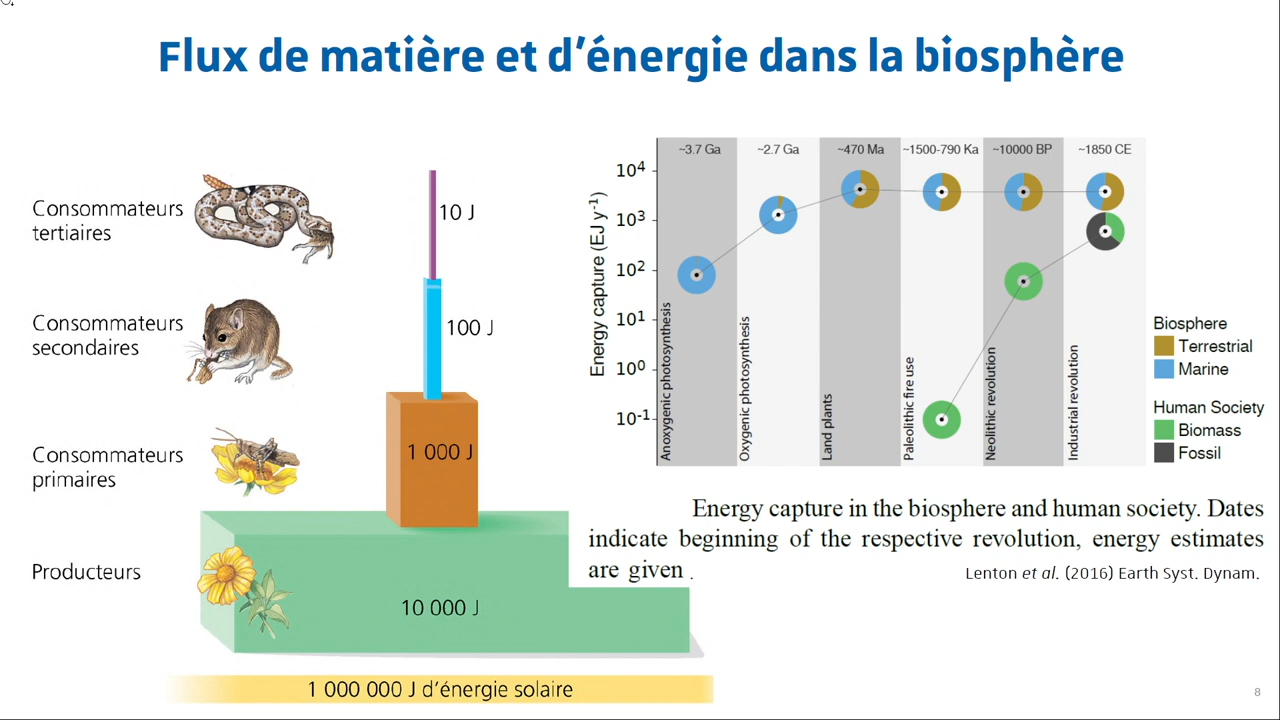 Flux de matière et d’énergie dans la biosphère
Consommateurs
tertiaires
10 J
Consommateurs
secondaires
100 J
Consommateurs
primaires
1 000 J
Producteurs
10 000 J
1 000 000 J d’énergie solaire
~3.7 Ga
~2.7 Ga
~470 Ma
~1500-790 Ka
~10000 BP
~1850 CE
Energy capture (EJ y-1)
10⁴
10³
10²
10¹
10⁰
10⁻¹
Anoxygenic photosynthesis
Oxygenic photosynthesis
Land plants
Paleolithic fire use
Neolithic revolution
Industrial revolution
Biosphere
Terrestrial
Marine
Human Society
Biomass
Fossil
Energy capture in the biosphere and human society. Dates
indicate beginning of the respective revolution, energy estimates
are given .
Lenton et al. (2016) Earth Syst. Dynam.
8